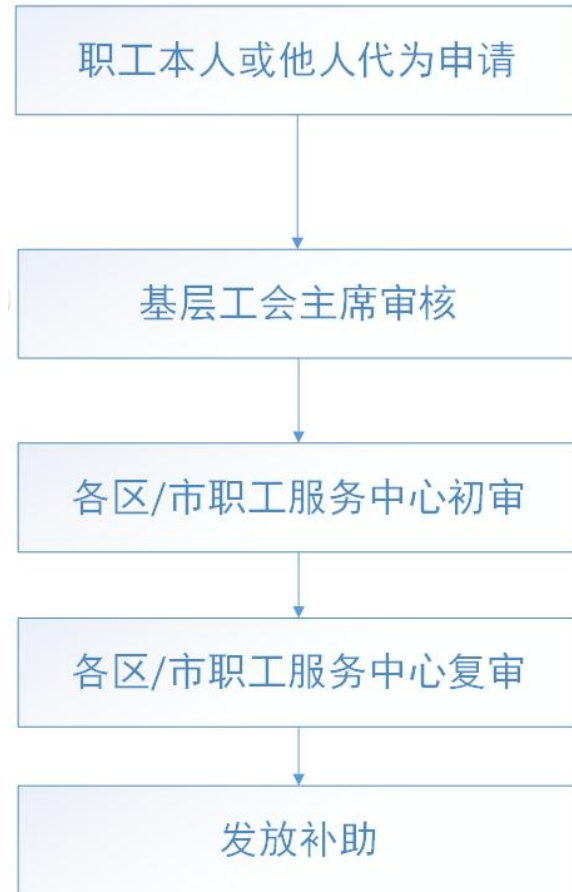 职工本人或他人代为申请
基层工会主席审核
各区/市职工服务中心初审
各区/市职工服务中心复审
发放补助